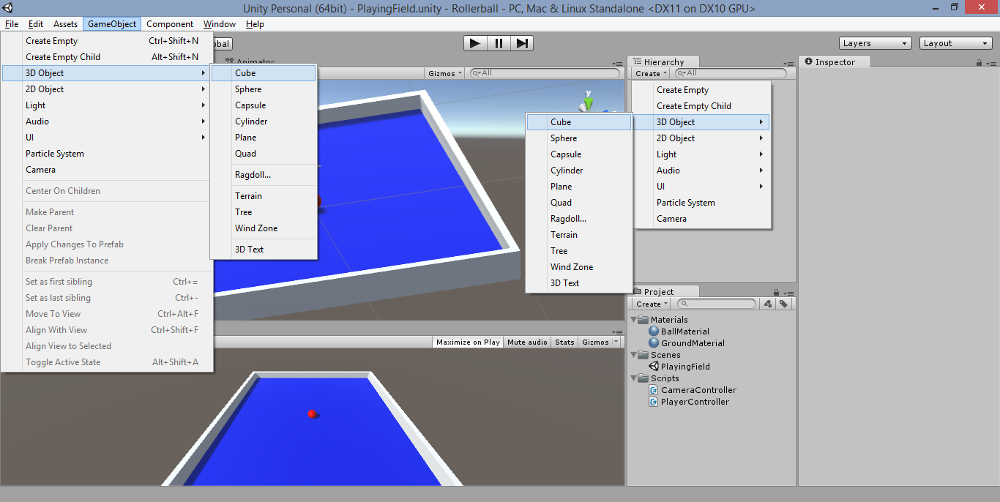 Unity Personal (64bit) - PlayingField.unity - Rollerball - PC, Mac & Linux Standalone <DX11 on DX10 GPU>
File Edit Assets GameObject Component Window Help
Create Empty Ctrl+Shift+N
Create Empty Child Alt+Shift+N
3D Object
2D Object
Light
Audio
UI
Particle System
Camera
Center On Children
Make Parent
Clear Parent
Apply Changes To Prefab
Break Prefab Instance
Set as first sibling Ctrl+=
Set as last sibling Ctrl+-
Move To View Ctrl+Alt+F
Align With View Ctrl+Shift+F
Align View to Selected
Toggle Active State Alt+Shift+A
Cube
Sphere
Capsule
Cylinder
Plane
Quad
Ragdoll...
Terrain
Tree
Wind Zone
3D Text
obal
Animator
Gizmos All
y
Layers Layout
Maximize on Play Mute audio Stats Gizmos
Hierarchy
Create All
Create Empty
Create Empty Child
3D Object
2D Object
Light
Audio
UI
Particle System
Camera
Cube
Sphere
Capsule
Cylinder
Plane
Quad
Ragdoll...
Terrain
Tree
Wind Zone
3D Text
Project
Create
Materials
BallMaterial
GroundMaterial
Scenes
PlayingField
Scripts
CameraController
PlayerController
Inspector